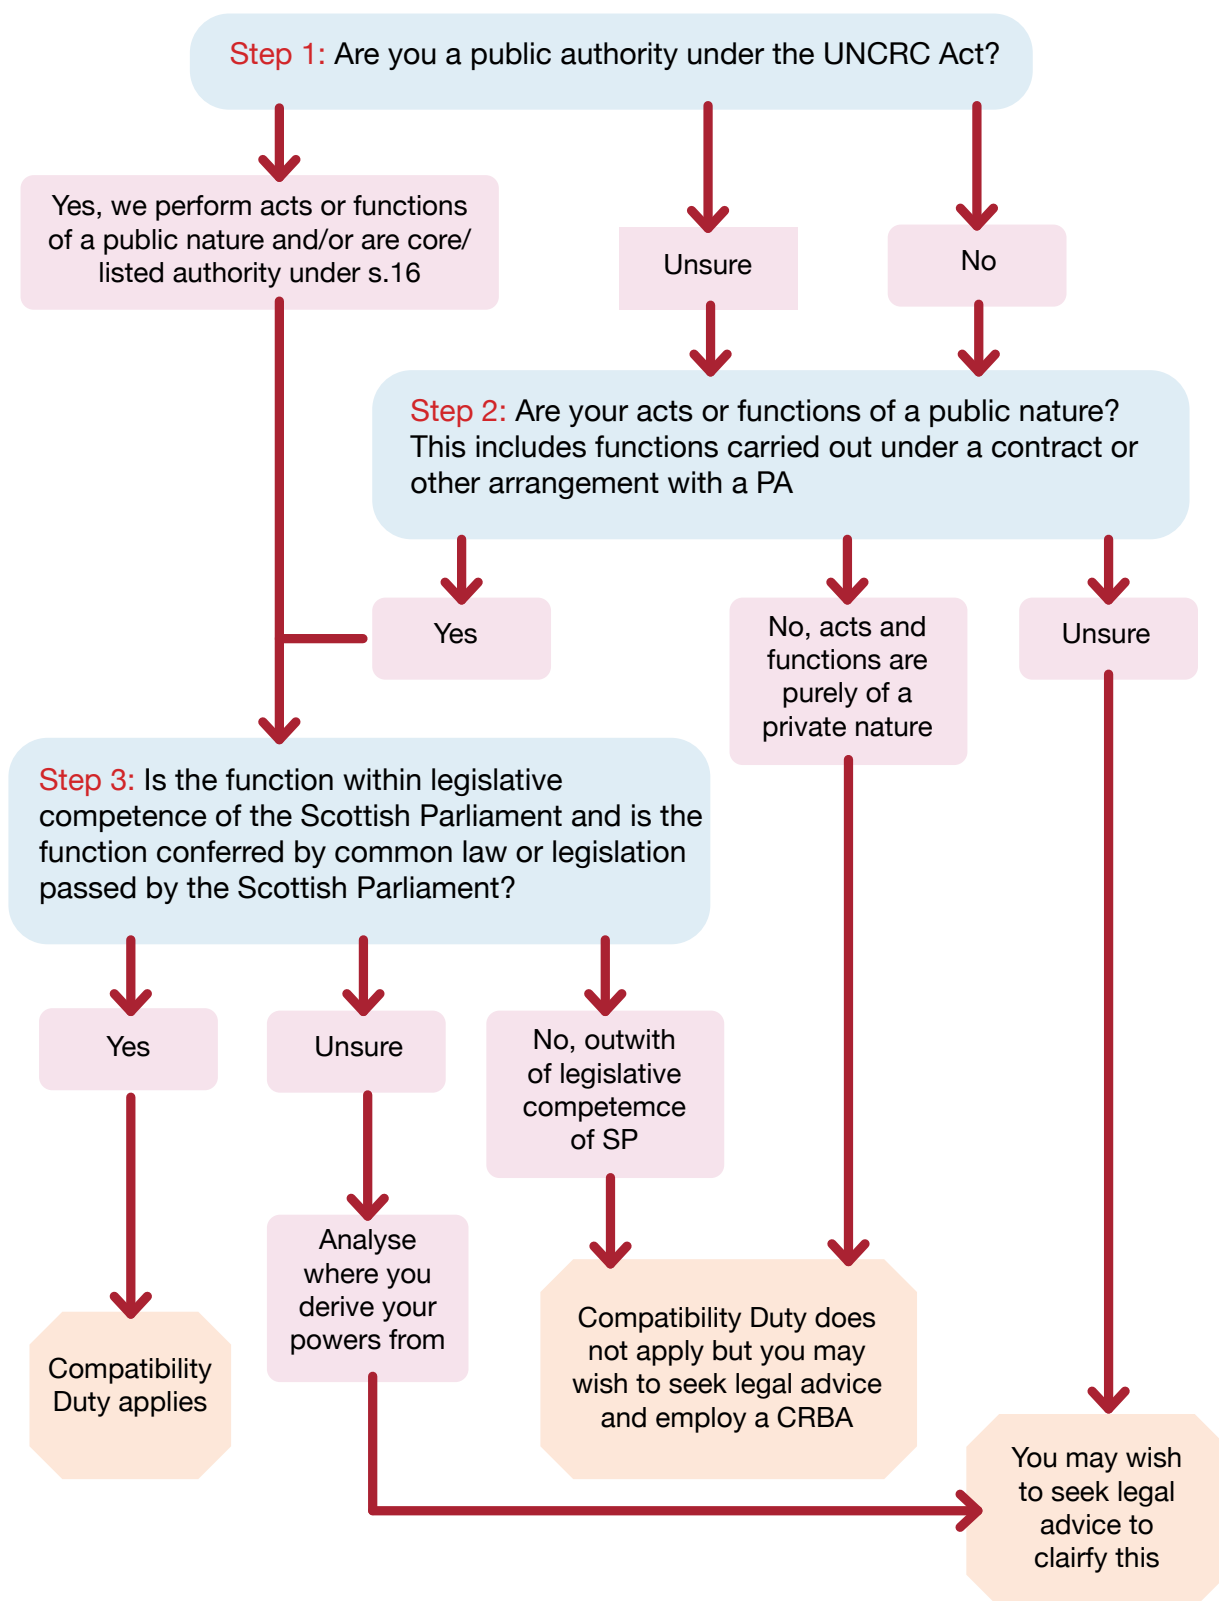 Step 1: Are you a public authority under the UNCRC Act?
Yes, we perform acts or functions
of a public nature and/or are core/
listed authority under s.16
Unsure
No
Step 2: Are your acts or functions of a public nature?
This includes functions carried out under a contract or
other arrangement with a PA
Yes
No, acts and
functions are
purely of a
private nature
Unsure
Step 3: Is the function within legislative
competence of the Scottish Parliament and is the
function conferred by common law or legislation
passed by the Scottish Parliament?
Yes
Unsure
No, outwith
of legislative
competemce
of SP
Analyse
where you
derive your
powers from
Compatibility
Duty applies
Compatibility Duty does
not apply but you may
wish to seek legal advice
and employ a CRBA
You may wish
to seek legal
advice to
clairfy this